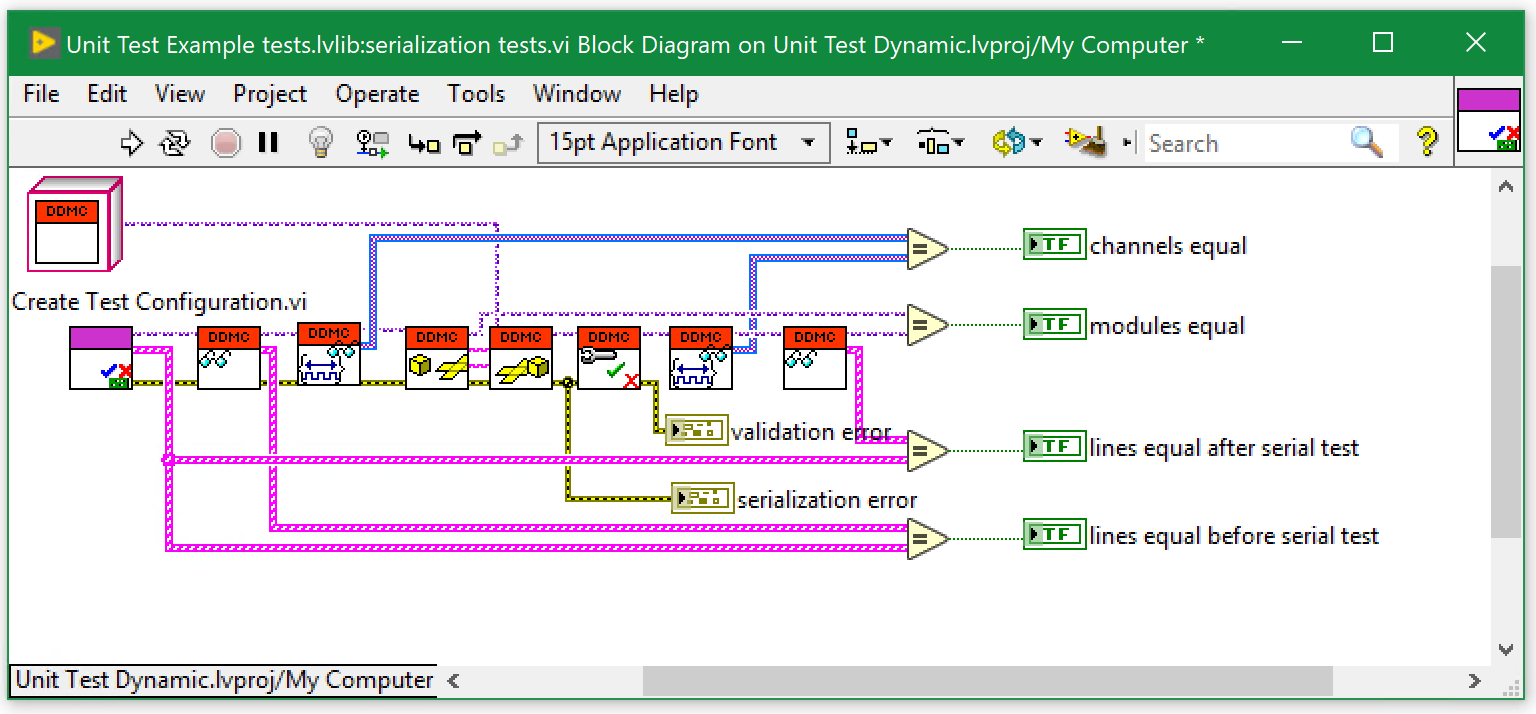 Unit Test Example tests.lvlib:serialization tests.vi Block Diagram on Unit Test Dynamic.lvproj/My Computer *
File Edit View Project Operate Tools Window Help
15pt Application Font
Search
DDMC
channels equal
TF
Create Test Configuration.vi
DDMC DDMC DDMC DDMC DDMC DDMC DDMC
TF
modules equal
validation error
TF
lines equal after serial test
serialization error
TF
lines equal before serial test
Unit Test Dynamic.lvproj/My Computer